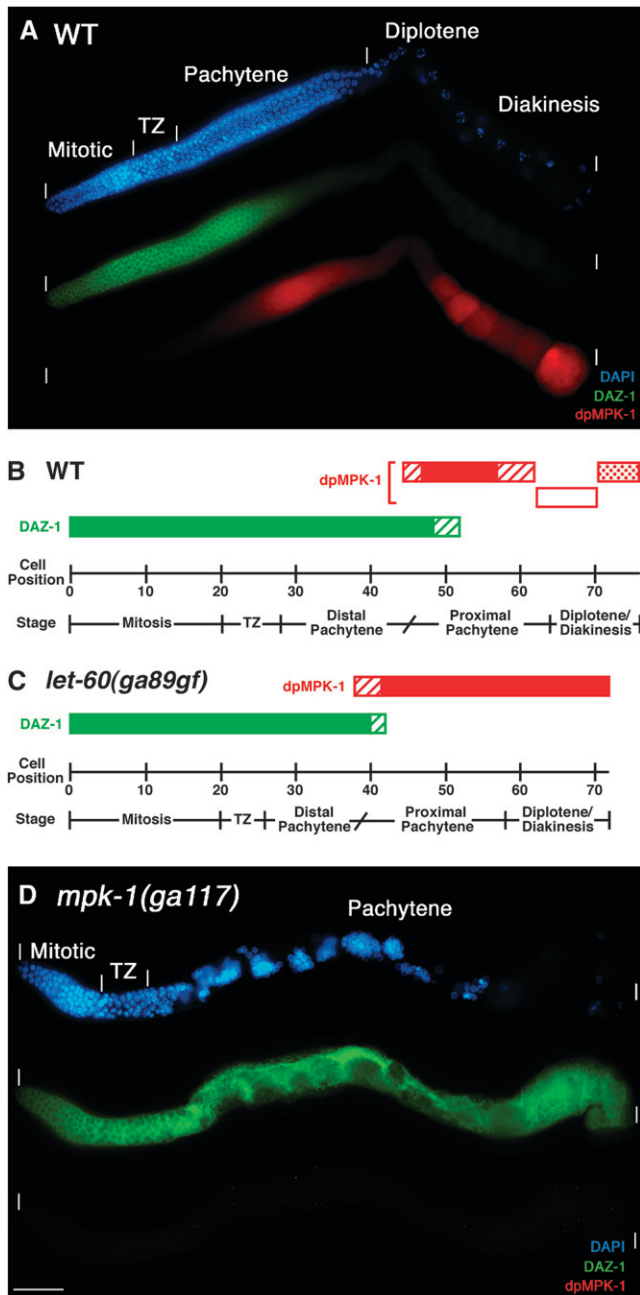 A WT
Diplotene
Pachytene
Diakinesis
TZ
Mitotic
DAPI
DAZ-1
dpMPK-1
B WT
dpMPK-1
DAZ-1
Cell Position
0 10 20 30 40 50 60 70
Stage Mitosis TZ Distal Pachytene Proximal Pachytene Diplotene/ Diakinesis
C let-60(ga89gf)
dpMPK-1
DAZ-1
Cell Position
0 10 20 30 40 50 60 70
Stage Mitosis TZ Distal Pachytene Proximal Pachytene Diplotene/ Diakinesis
D mpk-1(ga117)
Pachytene
Mitotic
TZ
DAPI
DAZ-1
dpMPK-1